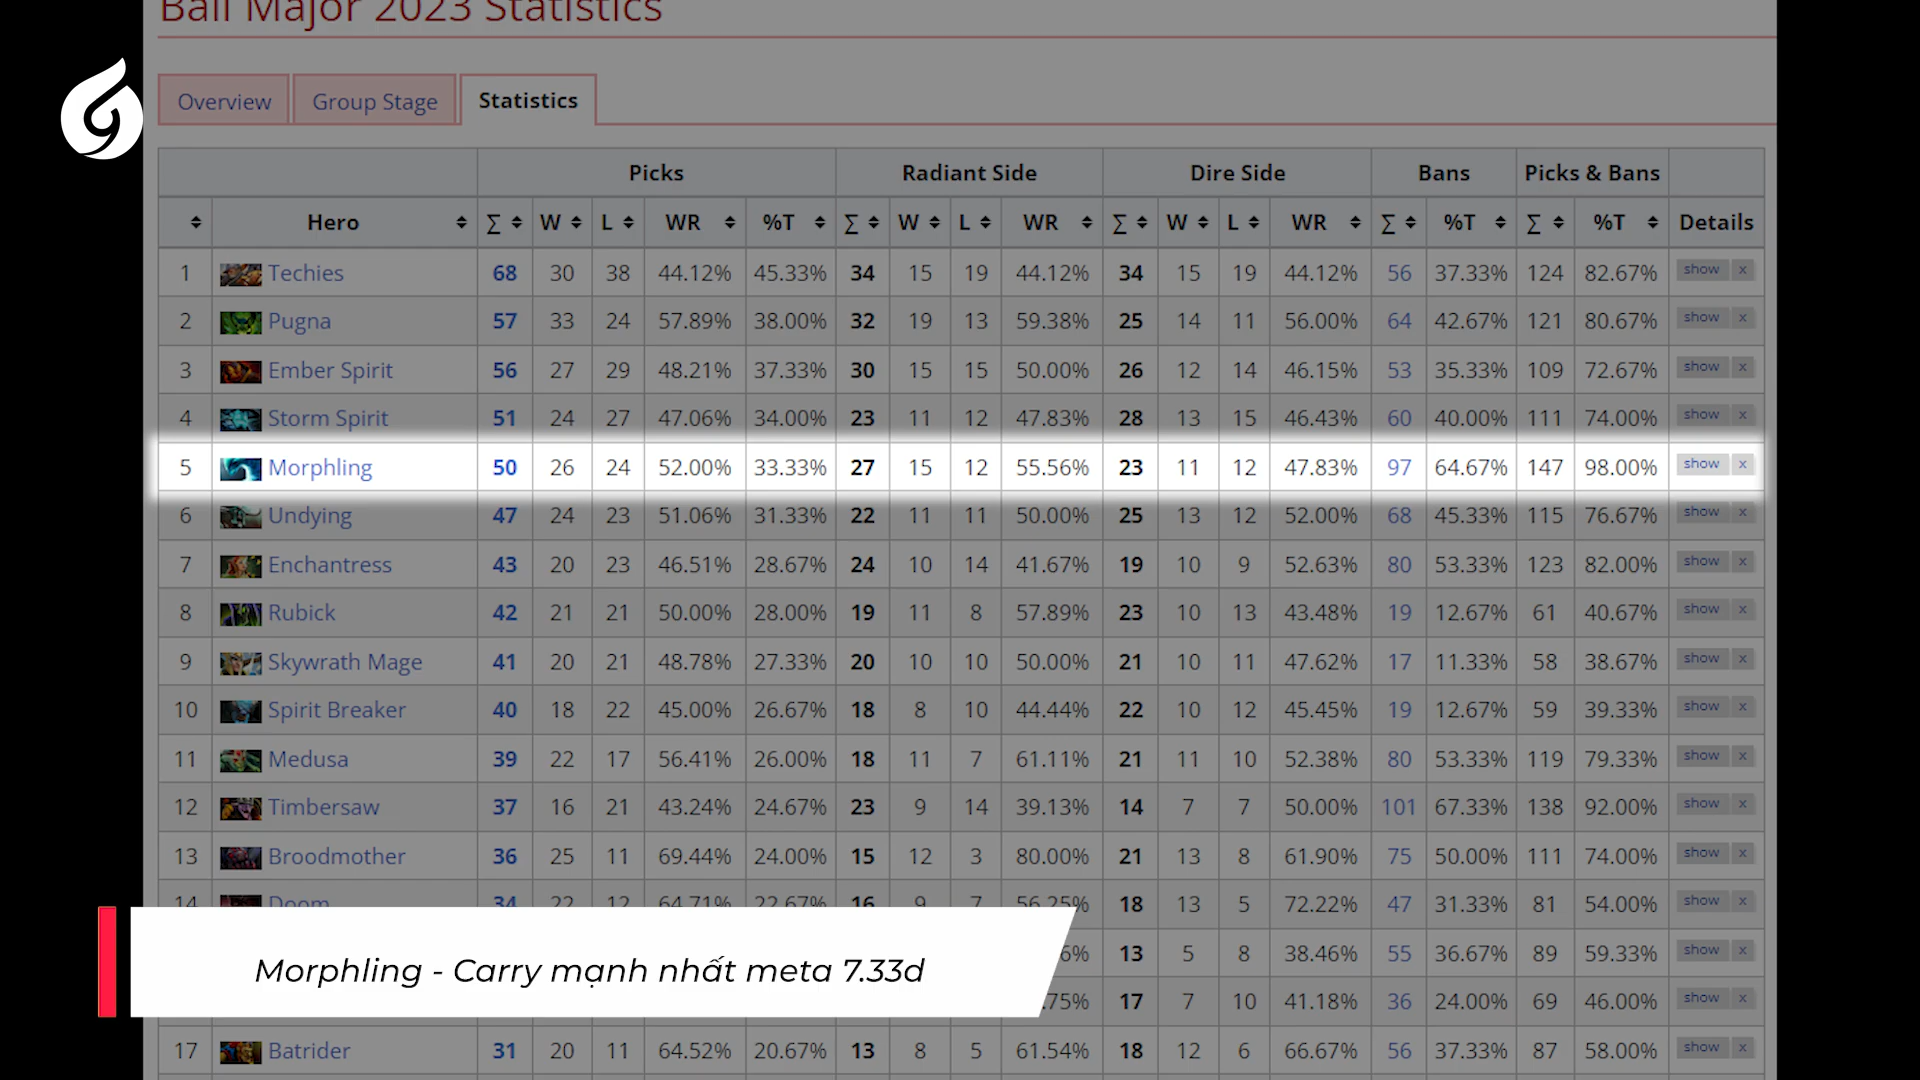 Bali Major 2023 Statistics
Overview Group Stage Statistics
Picks Radiant Side Dire Side Bans Picks & Bans
Hero ∑ W L WR %T ∑ W L WR ∑ W L WR ∑ %T ∑ %T Details
1 Techies 68 30 38 44.12% 45.33% 34 15 19 44.12% 34 15 19 44.12% 56 37.33% 124 82.67% show x
2 Pugna 57 33 24 57.89% 38.00% 32 19 13 59.38% 25 14 11 56.00% 64 42.67% 121 80.67% show x
3 Ember Spirit 56 27 29 48.21% 37.33% 30 15 15 50.00% 26 12 14 46.15% 53 35.33% 109 72.67% show x
4 Storm Spirit 51 24 27 47.06% 34.00% 23 11 12 47.83% 28 13 15 46.43% 60 40.00% 111 74.00% show x
5 Morphling 50 26 24 52.00% 33.33% 27 15 12 55.56% 23 11 12 47.83% 97 64.67% 147 98.00% show x
6 Undying 47 24 23 51.06% 31.33% 22 11 11 50.00% 25 13 12 52.00% 68 45.33% 115 76.67% show x
7 Enchantress 43 20 23 46.51% 28.67% 24 10 14 41.67% 19 10 9 52.63% 80 53.33% 123 82.00% show x
8 Rubick 42 21 21 50.00% 28.00% 19 11 8 57.89% 23 10 13 43.48% 19 12.67% 61 40.67% show x
9 Skywrath Mage 41 20 21 48.78% 27.33% 20 10 10 50.00% 21 10 11 47.62% 17 11.33% 58 38.67% show x
10 Spirit Breaker 40 18 22 45.00% 26.67% 18 8 10 44.44% 22 10 12 45.45% 19 12.67% 59 39.33% show x
11 Medusa 39 22 17 56.41% 26.00% 18 11 7 61.11% 21 11 10 52.38% 80 53.33% 119 79.33% show x
12 Timbersaw 37 16 21 43.24% 24.67% 23 9 14 39.13% 14 7 7 50.00% 101 67.33% 138 92.00% show x
13 Broodmother 36 25 11 69.44% 24.00% 15 12 3 80.00% 21 13 8 61.90% 75 50.00% 111 74.00% show x
14 Doom 34 22 12 64.71% 22.67% 16 9 7 56.25% 18 13 5 72.22% 47 31.33% 81 54.00% show x
6% 13 5 8 38.46% 55 36.67% 89 59.33% show x
.75% 17 7 10 41.18% 36 24.00% 69 46.00% show x
Morphling - Carry mạnh nhất meta 7.33d
17 Batrider 31 20 11 64.52% 20.67% 13 8 5 61.54% 18 12 6 66.67% 56 37.33% 87 58.00% show x